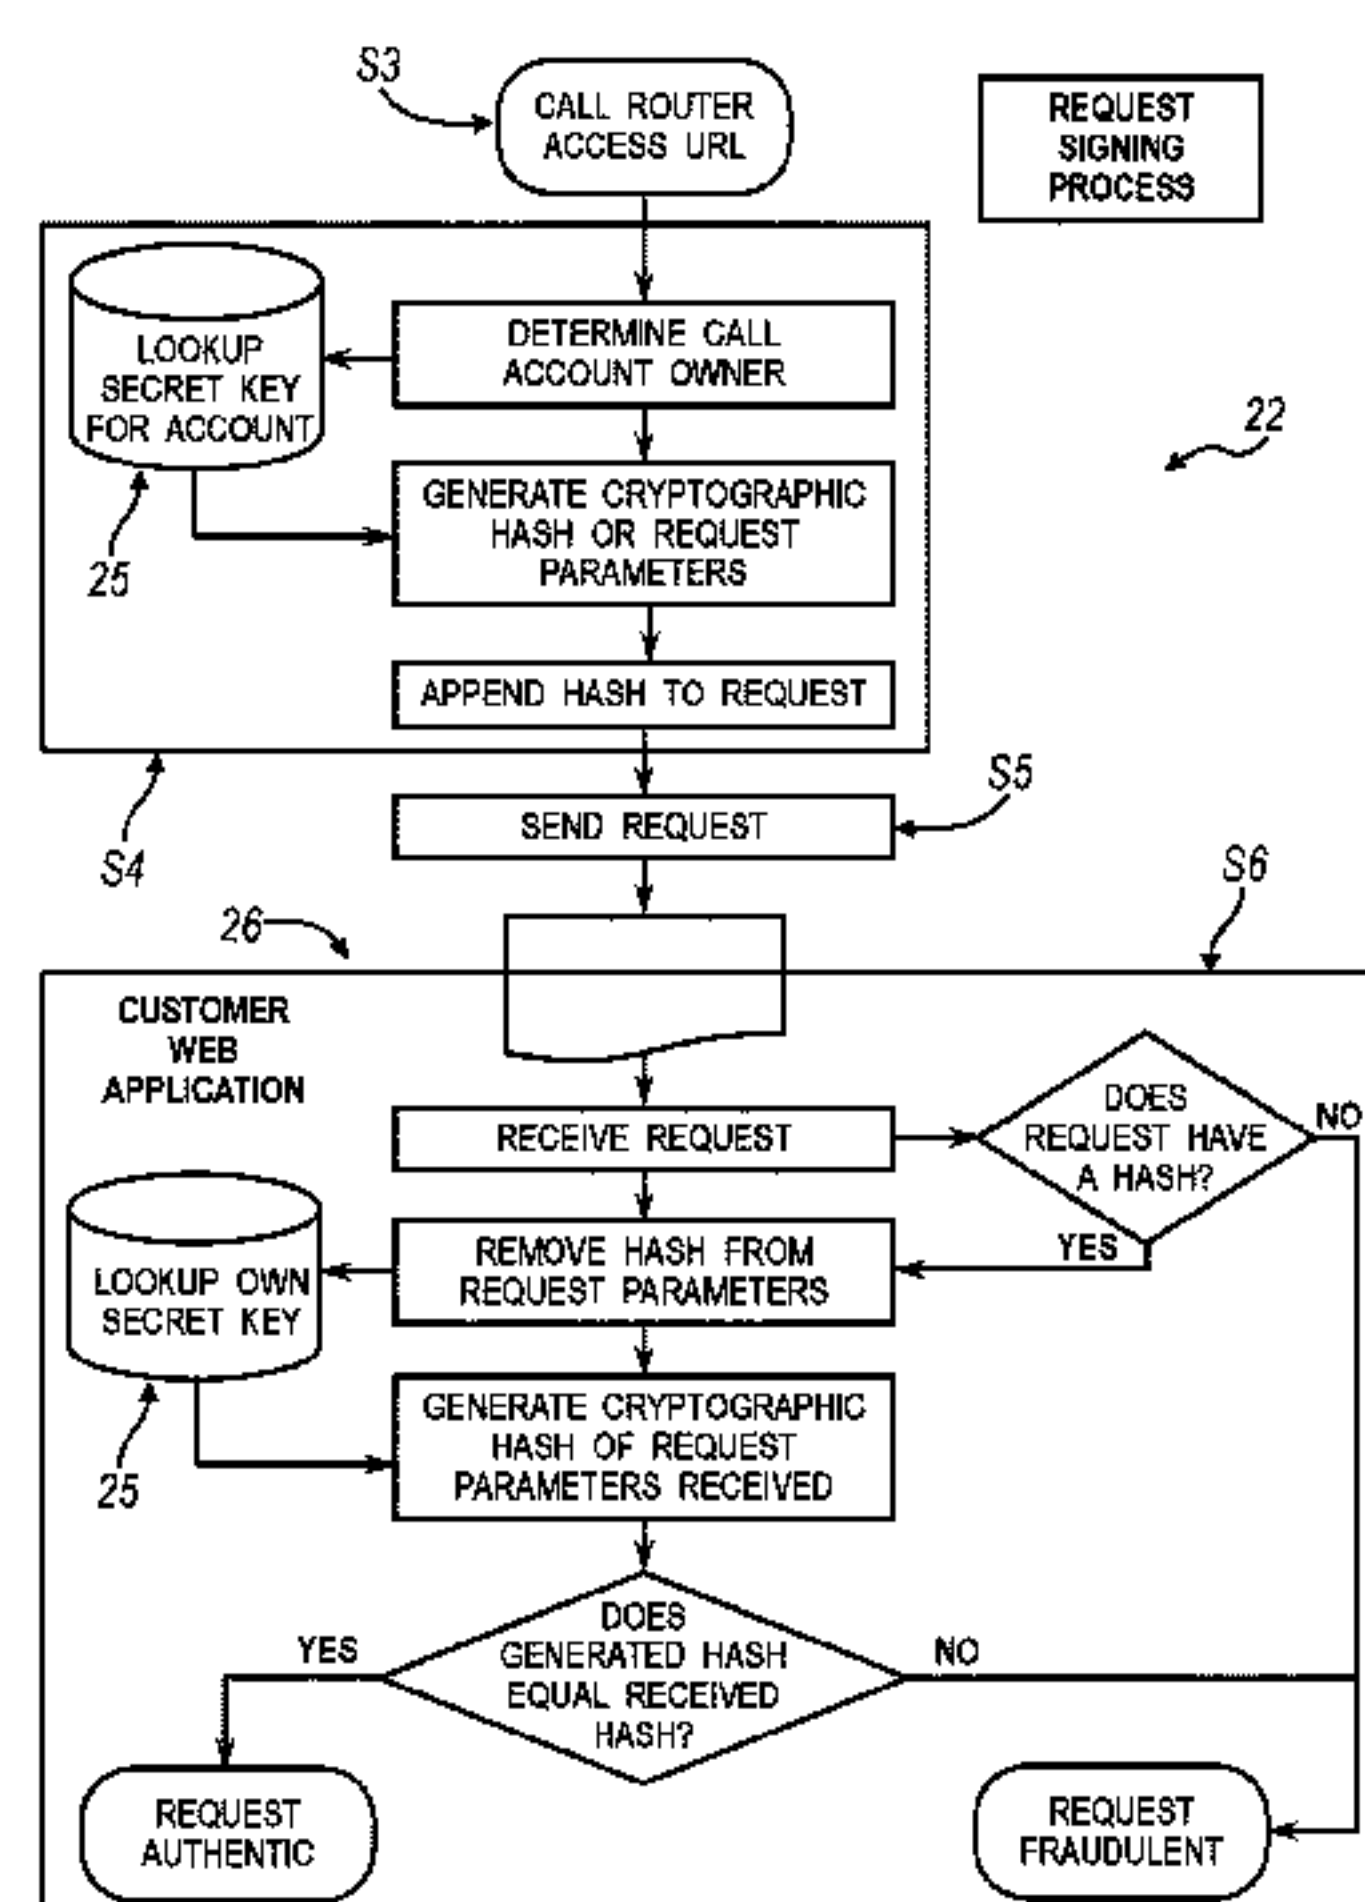 S3
CALL ROUTER
ACCESS URL
REQUEST
SIGNING
PROCESS
LOOKUP
SECRET KEY
FOR ACCOUNT
DETERMINE CALL
ACCOUNT OWNER
22
GENERATE CRYPTOGRAPHIC
HASH OR REQUEST
PARAMETERS
25
APPEND HASH TO REQUEST
S4
SEND REQUEST
S5
26
S6
CUSTOMER
WEB
APPLICATION
RECEIVE REQUEST
DOES
REQUEST HAVE
A HASH?
NO
YES
REMOVE HASH FROM
REQUEST PARAMETERS
LOOKUP OWN
SECRET KEY
25
GENERATE CRYPTOGRAPHIC
HASH OF REQUEST
PARAMETERS RECEIVED
DOES
GENERATED HASH
EQUAL RECEIVED
HASH?
YES
NO
REQUEST
AUTHENTIC
REQUEST
FRAUDULENT